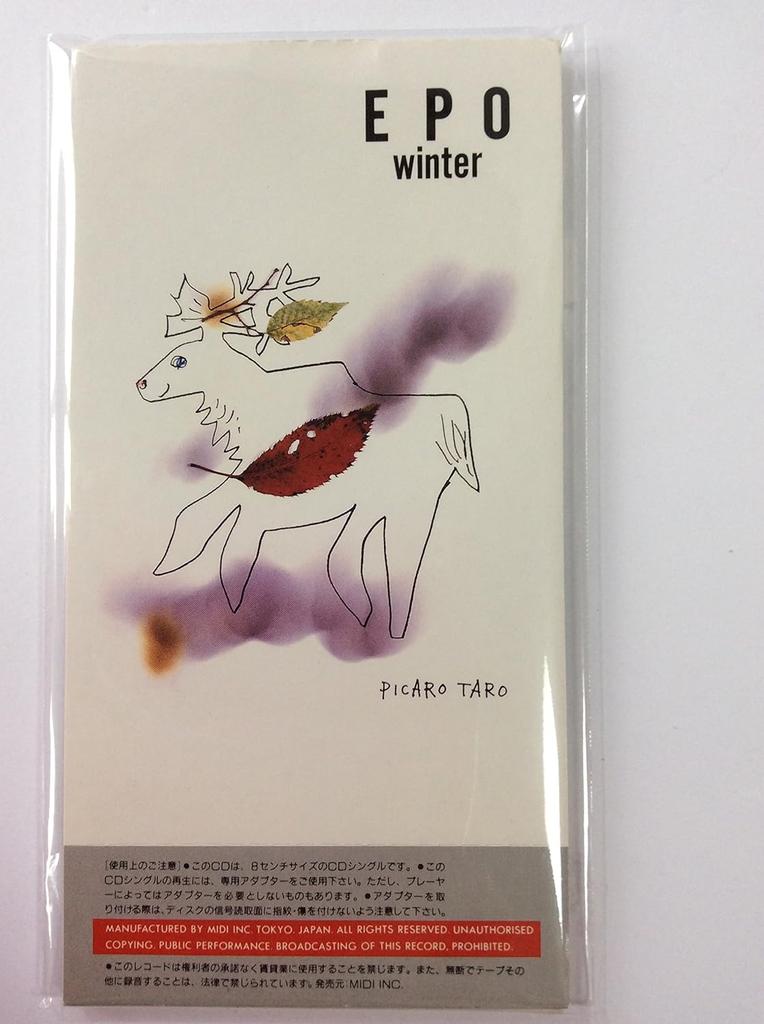 EPO
winter
PICARO TARO
[使用上のご注意]●このCDは、8センチサイズのCDシングルです。●この
CDシングルの再生には、専用アダプターをご使用下さい。ただし、プレーヤ
ーによってはアダプターを必要としないものもあります。●アダプターを取
り付ける際は、ディスクの信号読取面に指紋・傷を付けないよう注意して下さい。
MANUFACTURED BY MIDI INC. TOKYO. JAPAN. ALL RIGHTS RESERVED. UNAUTHORISED
COPYING. PUBLIC PERFORMANCE. BROADCASTING OF THIS RECORD. PROHIBITED.
●このレコードは権利者の承諾なく賃貸業に使用することを禁じます。また、無断でテープその
他に録音することは、法律で禁じられています。発売元:MIDI INC.